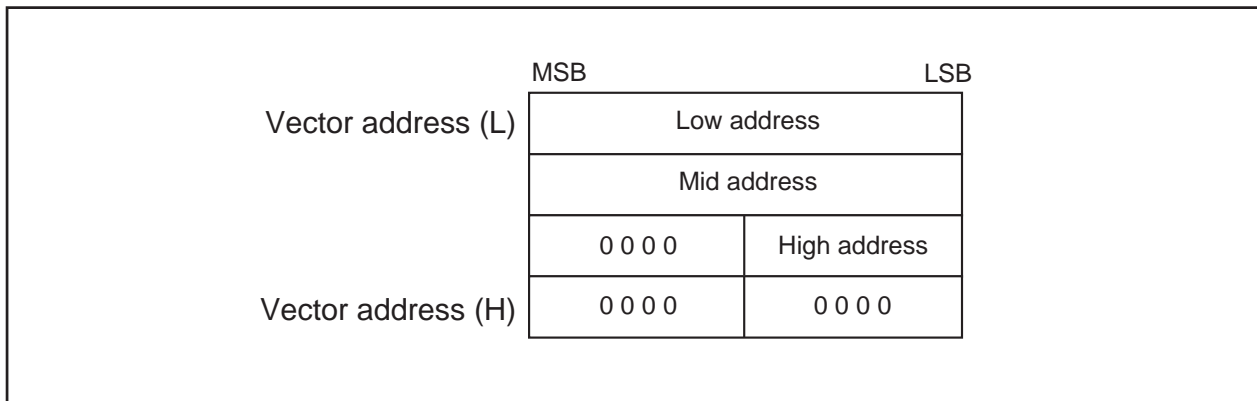 MSB LSB
Vector address (L) Low address
Mid address
0 0 0 0 High address
Vector address (H) 0 0 0 0 0 0 0 0